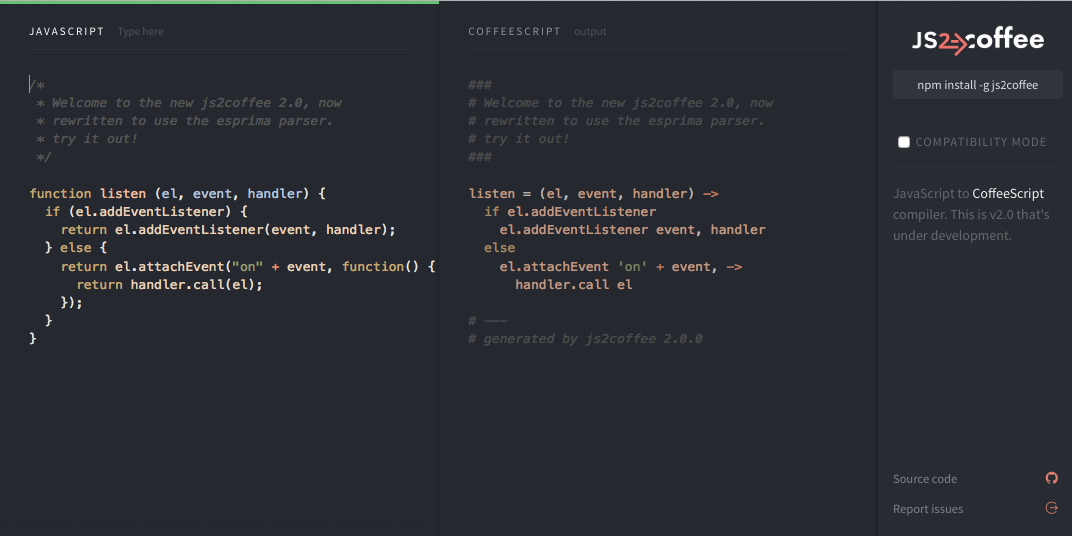 JAVASCRIPT Type here
/*
 * Welcome to the new js2coffee 2.0, now
 * rewritten to use the esprima parser.
 * try it out!
 */
function listen (el, event, handler) {
  if (el.addEventListener) {
    return el.addEventListener(event, handler);
  } else {
    return el.attachEvent("on" + event, function() {
      return handler.call(el);
    });
  }
}
COFFEESCRIPT output
###
# Welcome to the new js2coffee 2.0, now
# rewritten to use the esprima parser.
# try it out!
###
listen = (el, event, handler) ->
  if el.addEventListener
    el.addEventListener event, handler
  else
    el.attachEvent 'on' + event, ->
      handler.call el
# ---
# generated by js2coffee 2.0.0
JS2coffee
npm install -g js2coffee
COMPATIBILITY MODE
JavaScript to CoffeeScript
compiler. This is v2.0 that's
under development.
Source code
Report issues